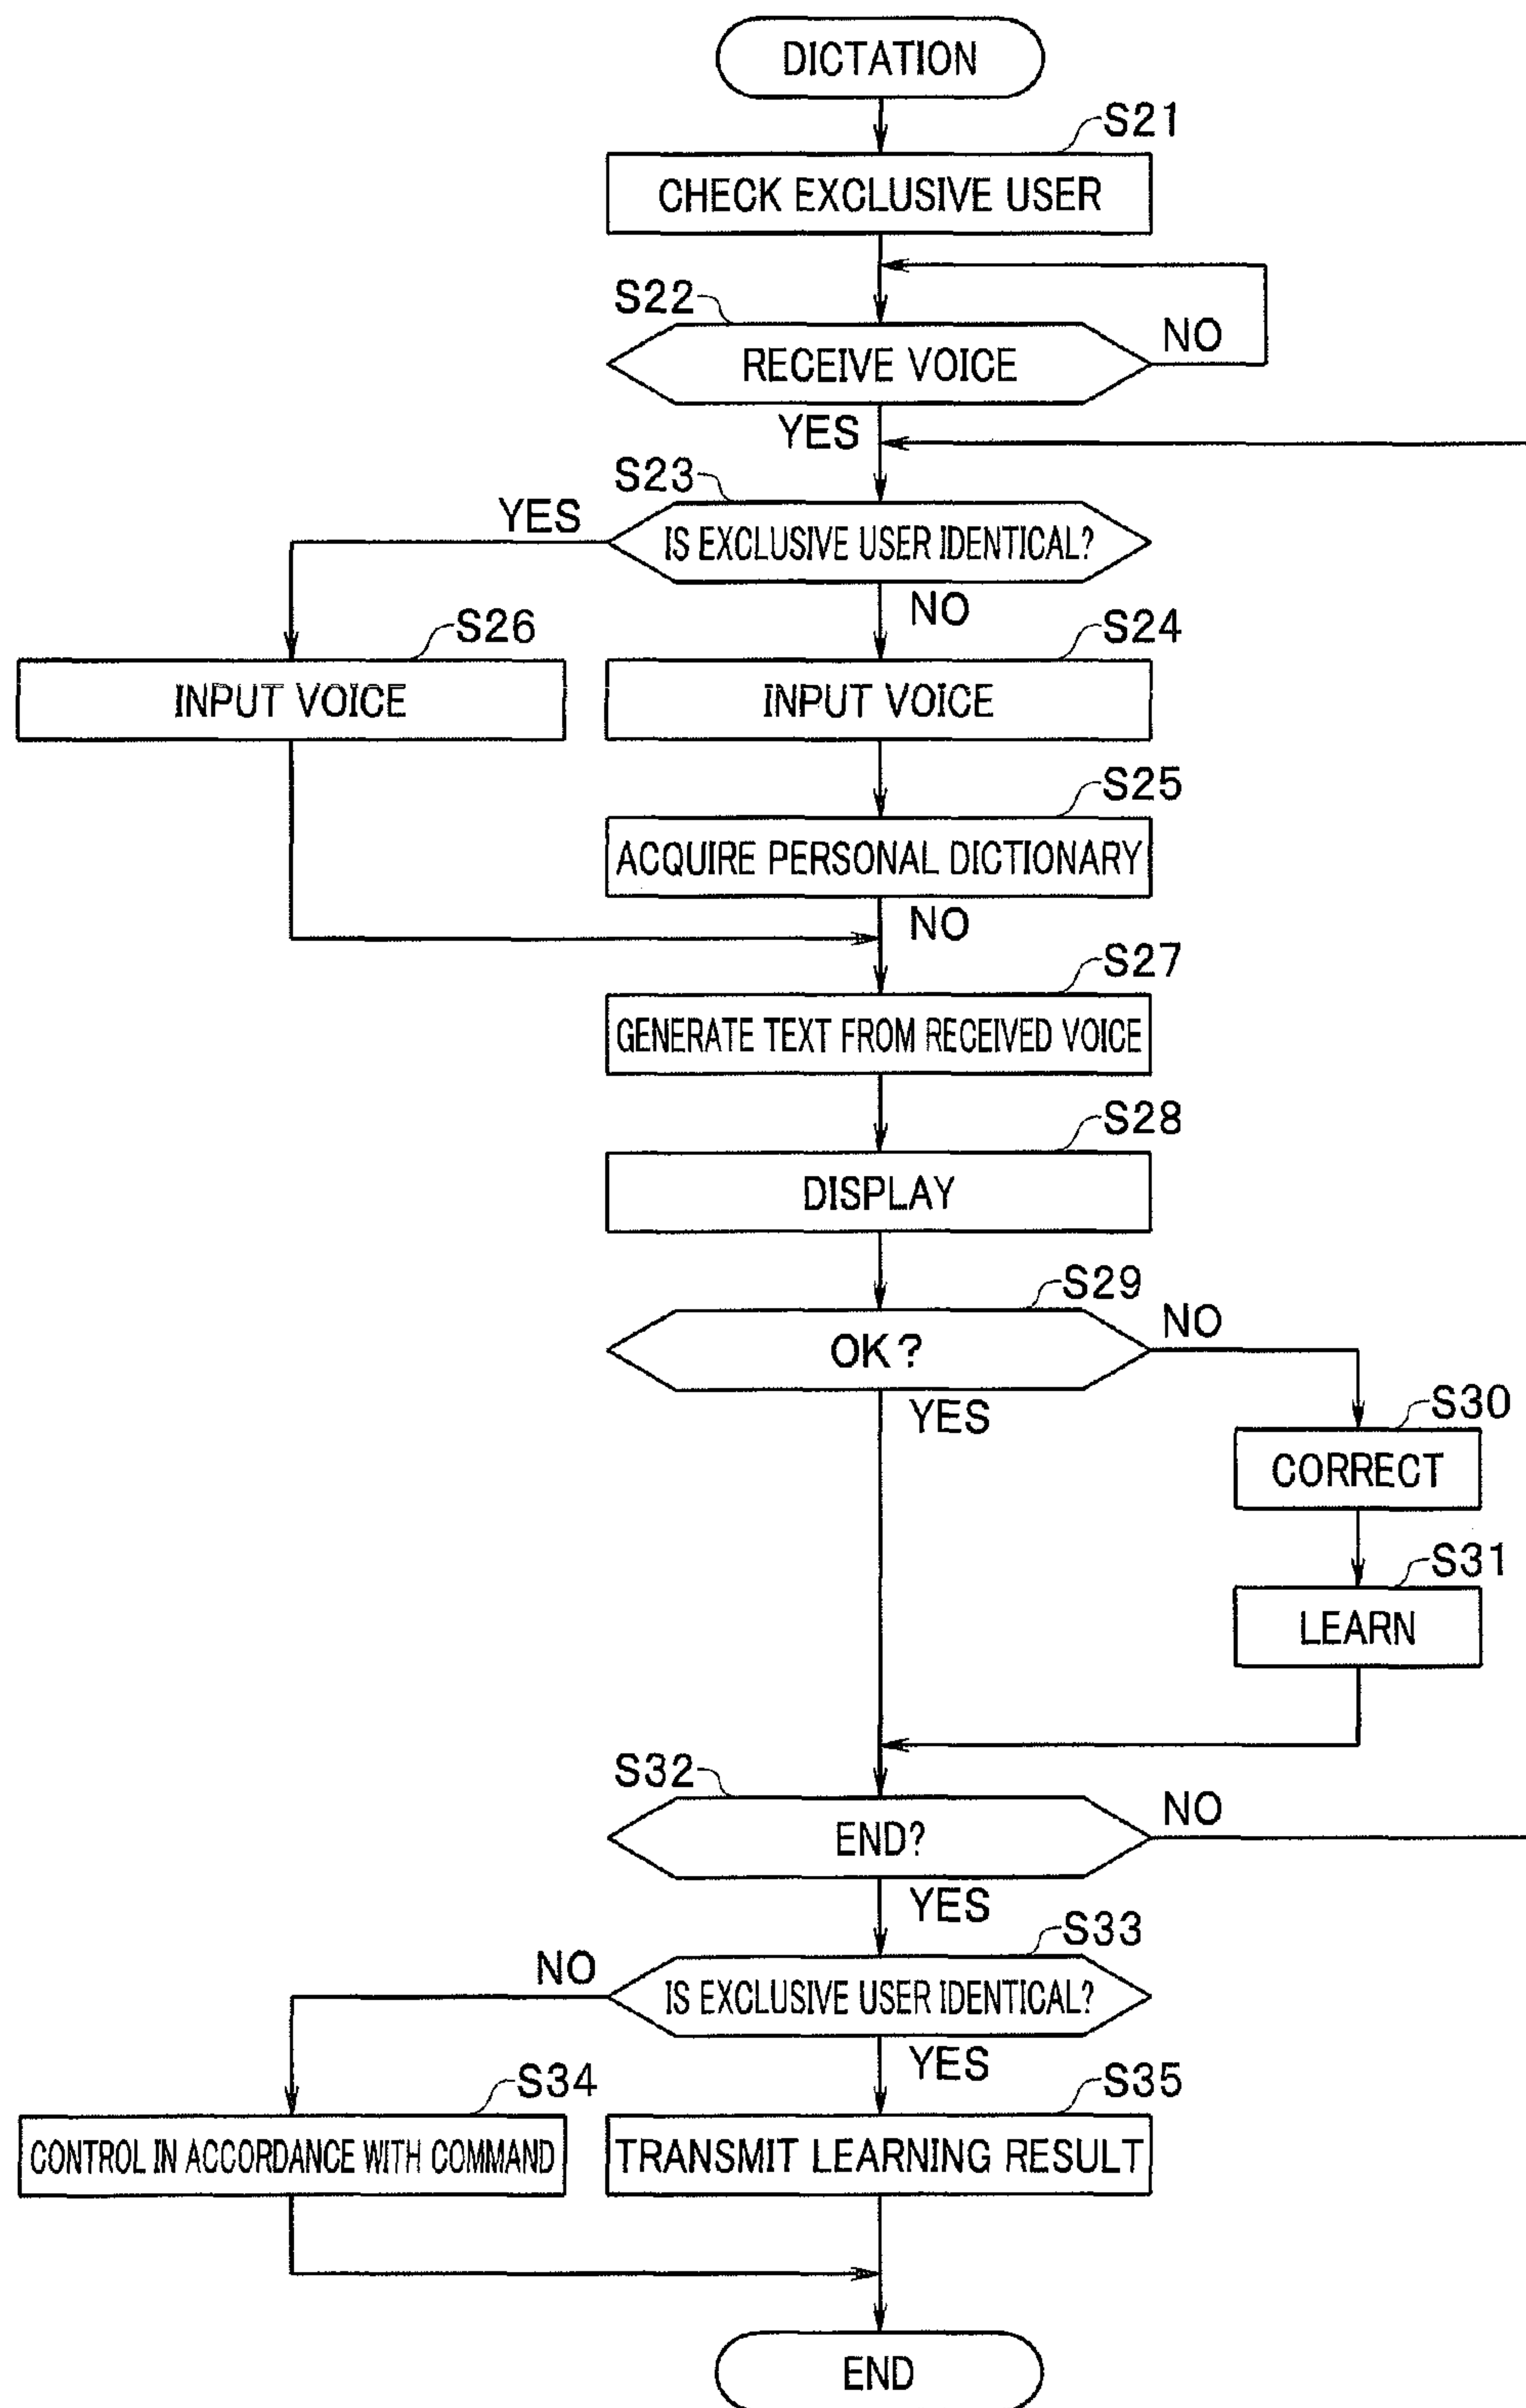 DICTATION
S21
CHECK EXCLUSIVE USER
S22
RECEIVE VOICE
NO
YES
S23
YES
IS EXCLUSIVE USER IDENTICAL?
NO
S26
S24
INPUT VOICE
INPUT VOICE
S25
ACQUIRE PERSONAL DICTIONARY
NO
S27
GENERATE TEXT FROM RECEIVED VOICE
S28
DISPLAY
S29
OK?
NO
YES
S30
CORRECT
S31
LEARN
S32
END?
NO
YES
S33
NO
IS EXCLUSIVE USER IDENTICAL?
YES
S34
S35
CONTROL IN ACCORDANCE WITH COMMAND
TRANSMIT LEARNING RESULT
END